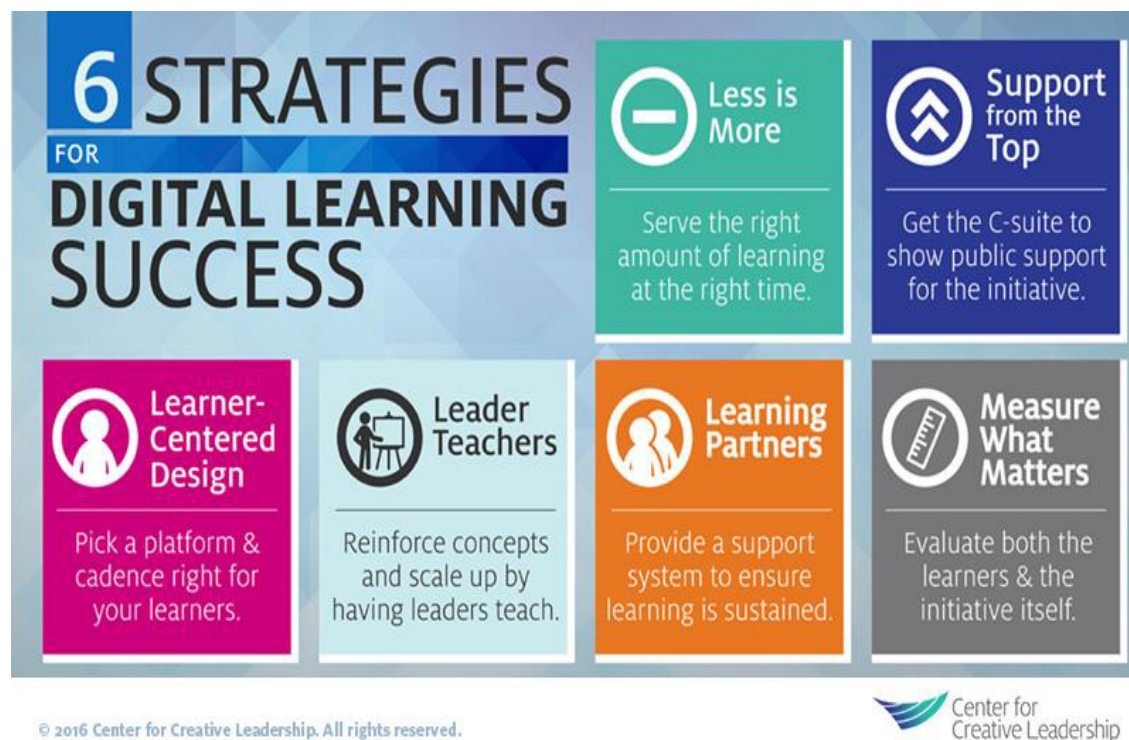 6 STRATEGIES
FOR
DIGITAL LEARNING
SUCCESS
Less is
More
Serve the right
amount of learning
at the right time.
Support
from the
Top
Get the C-suite to
show public support
for the initiative.
Learner-
Centered
Design
Pick a platform &
cadence right for
your learners.
Leader
Teachers
Reinforce concepts
and scale up by
having leaders teach.
Learning
Partners
Provide a support
system to ensure
learning is sustained.
Measure
What
Matters
Evaluate both the
learners & the
initiative itself.
© 2016 Center for Creative Leadership. All rights reserved.
Center for
Creative Leadership